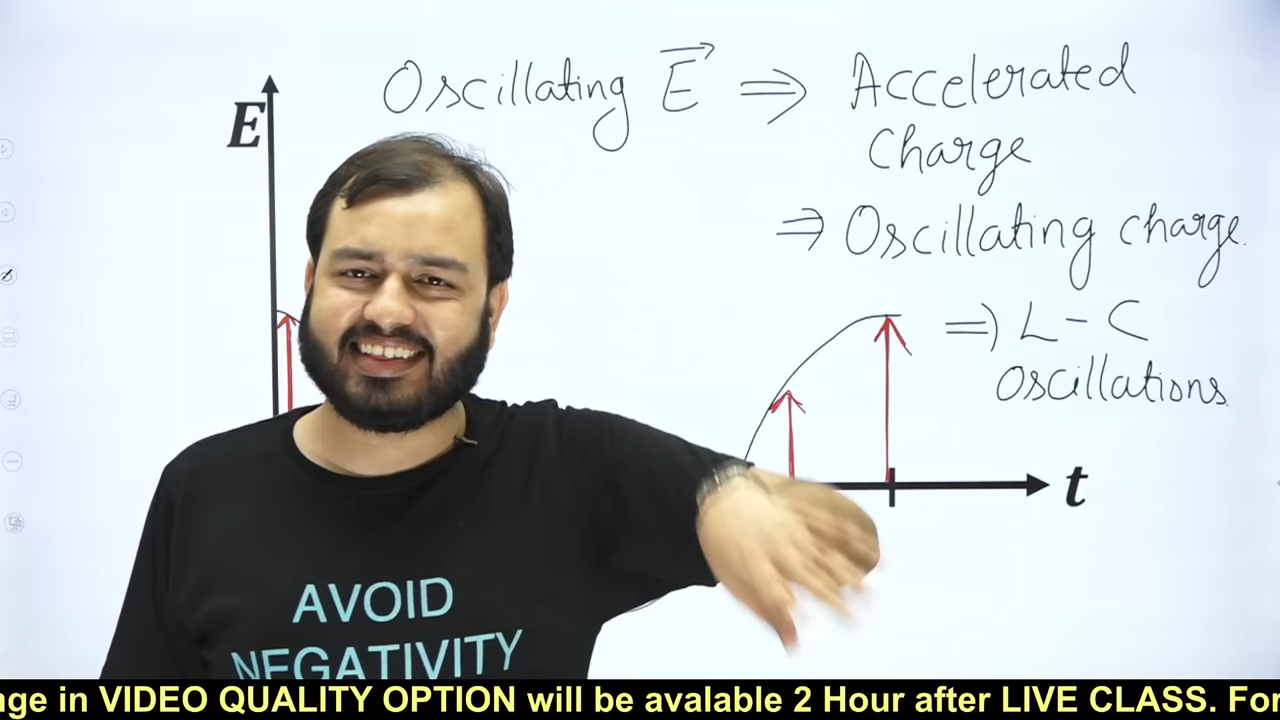 Oscillating E ⇒ Accelerated
charge
⇒ Oscillating charge.
⇒ L-C
Oscillations.
E
t
AVOID
NEGATIVITY
nge in VIDEO QUALITY OPTION will be avalable 2 Hour after LIVE CLASS. For